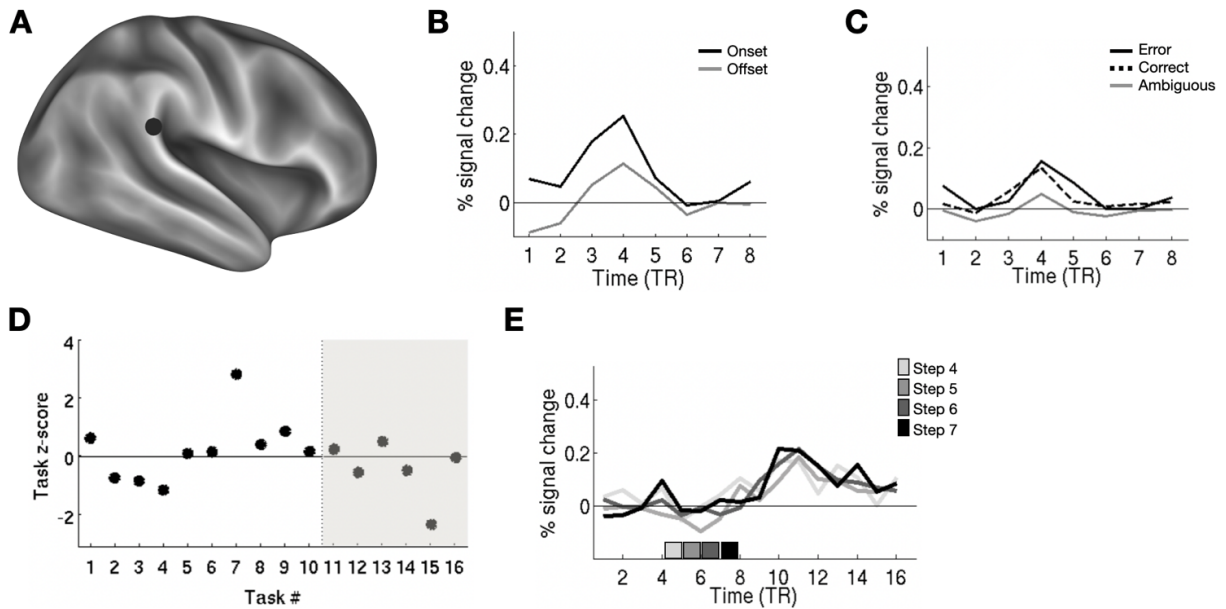 A
B
C
0.4
0.2
0
% signal change
Onset
Offset
1 2 3 4 5 6 7 8
Time (TR)
0.4
0.2
0
% signal change
Error
Correct
Ambiguous
1 2 3 4 5 6 7 8
Time (TR)
D
E
4
2
0
-2
Task z-score
1 2 3 4 5 6 7 8 9 10 11 12 13 14 15 16
Task #
0.4
0.2
0
% signal change
Step 4
Step 5
Step 6
Step 7
2 4 6 8 10 12 14 16
Time (TR)